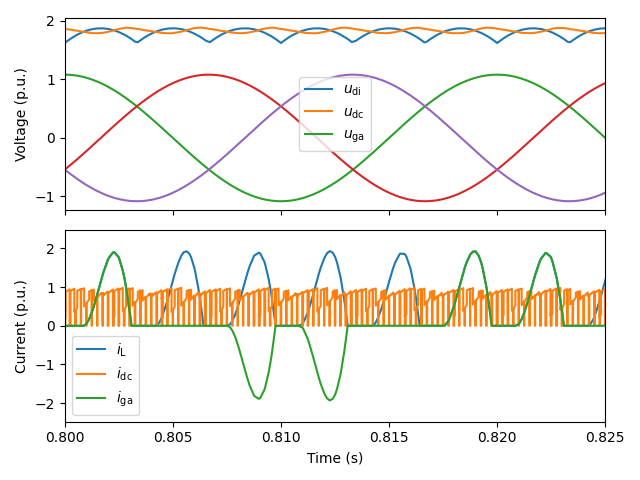 2
1
0
−1
Voltage (p.u.)
u_di
u_dc
u_ga
2
1
0
−1
−2
Current (p.u.)
i_L
i_dc
i_ga
0.800 0.805 0.810 0.815 0.820 0.825
Time (s)